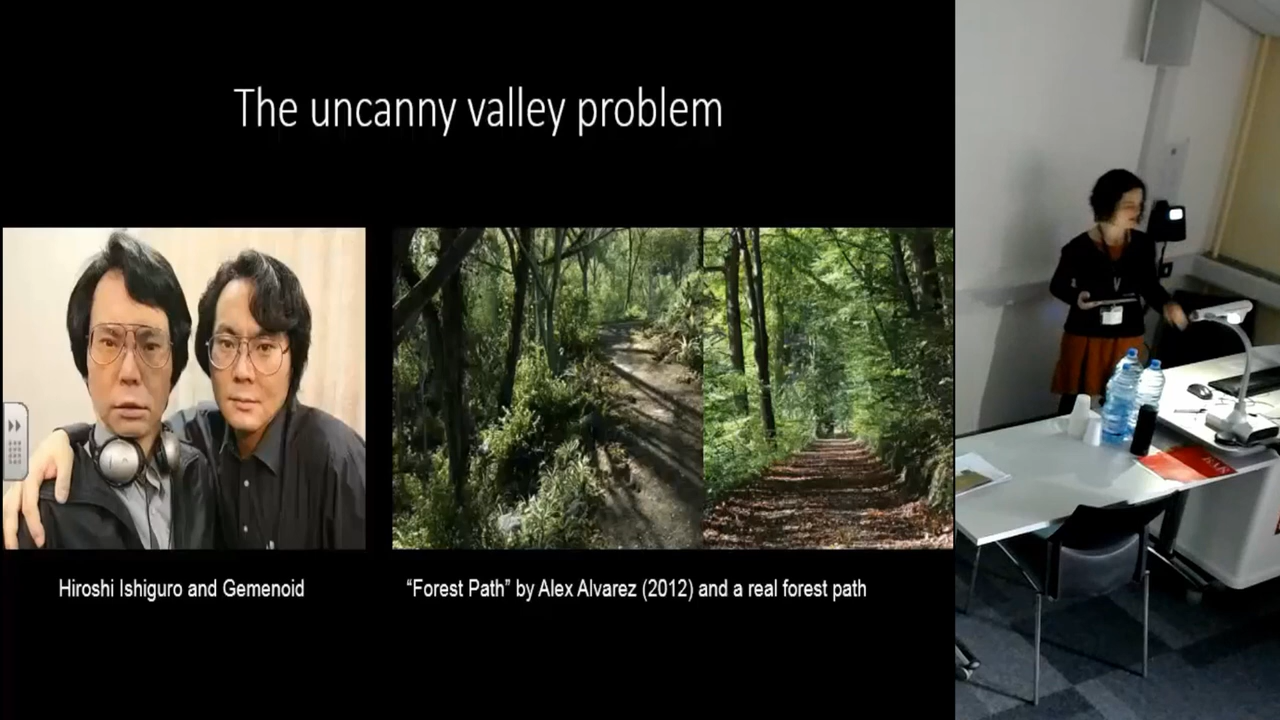 The uncanny valley problem
Hiroshi Ishiguro and Gemenoid
“Forest Path” by Alex Alvarez (2012) and a real forest path